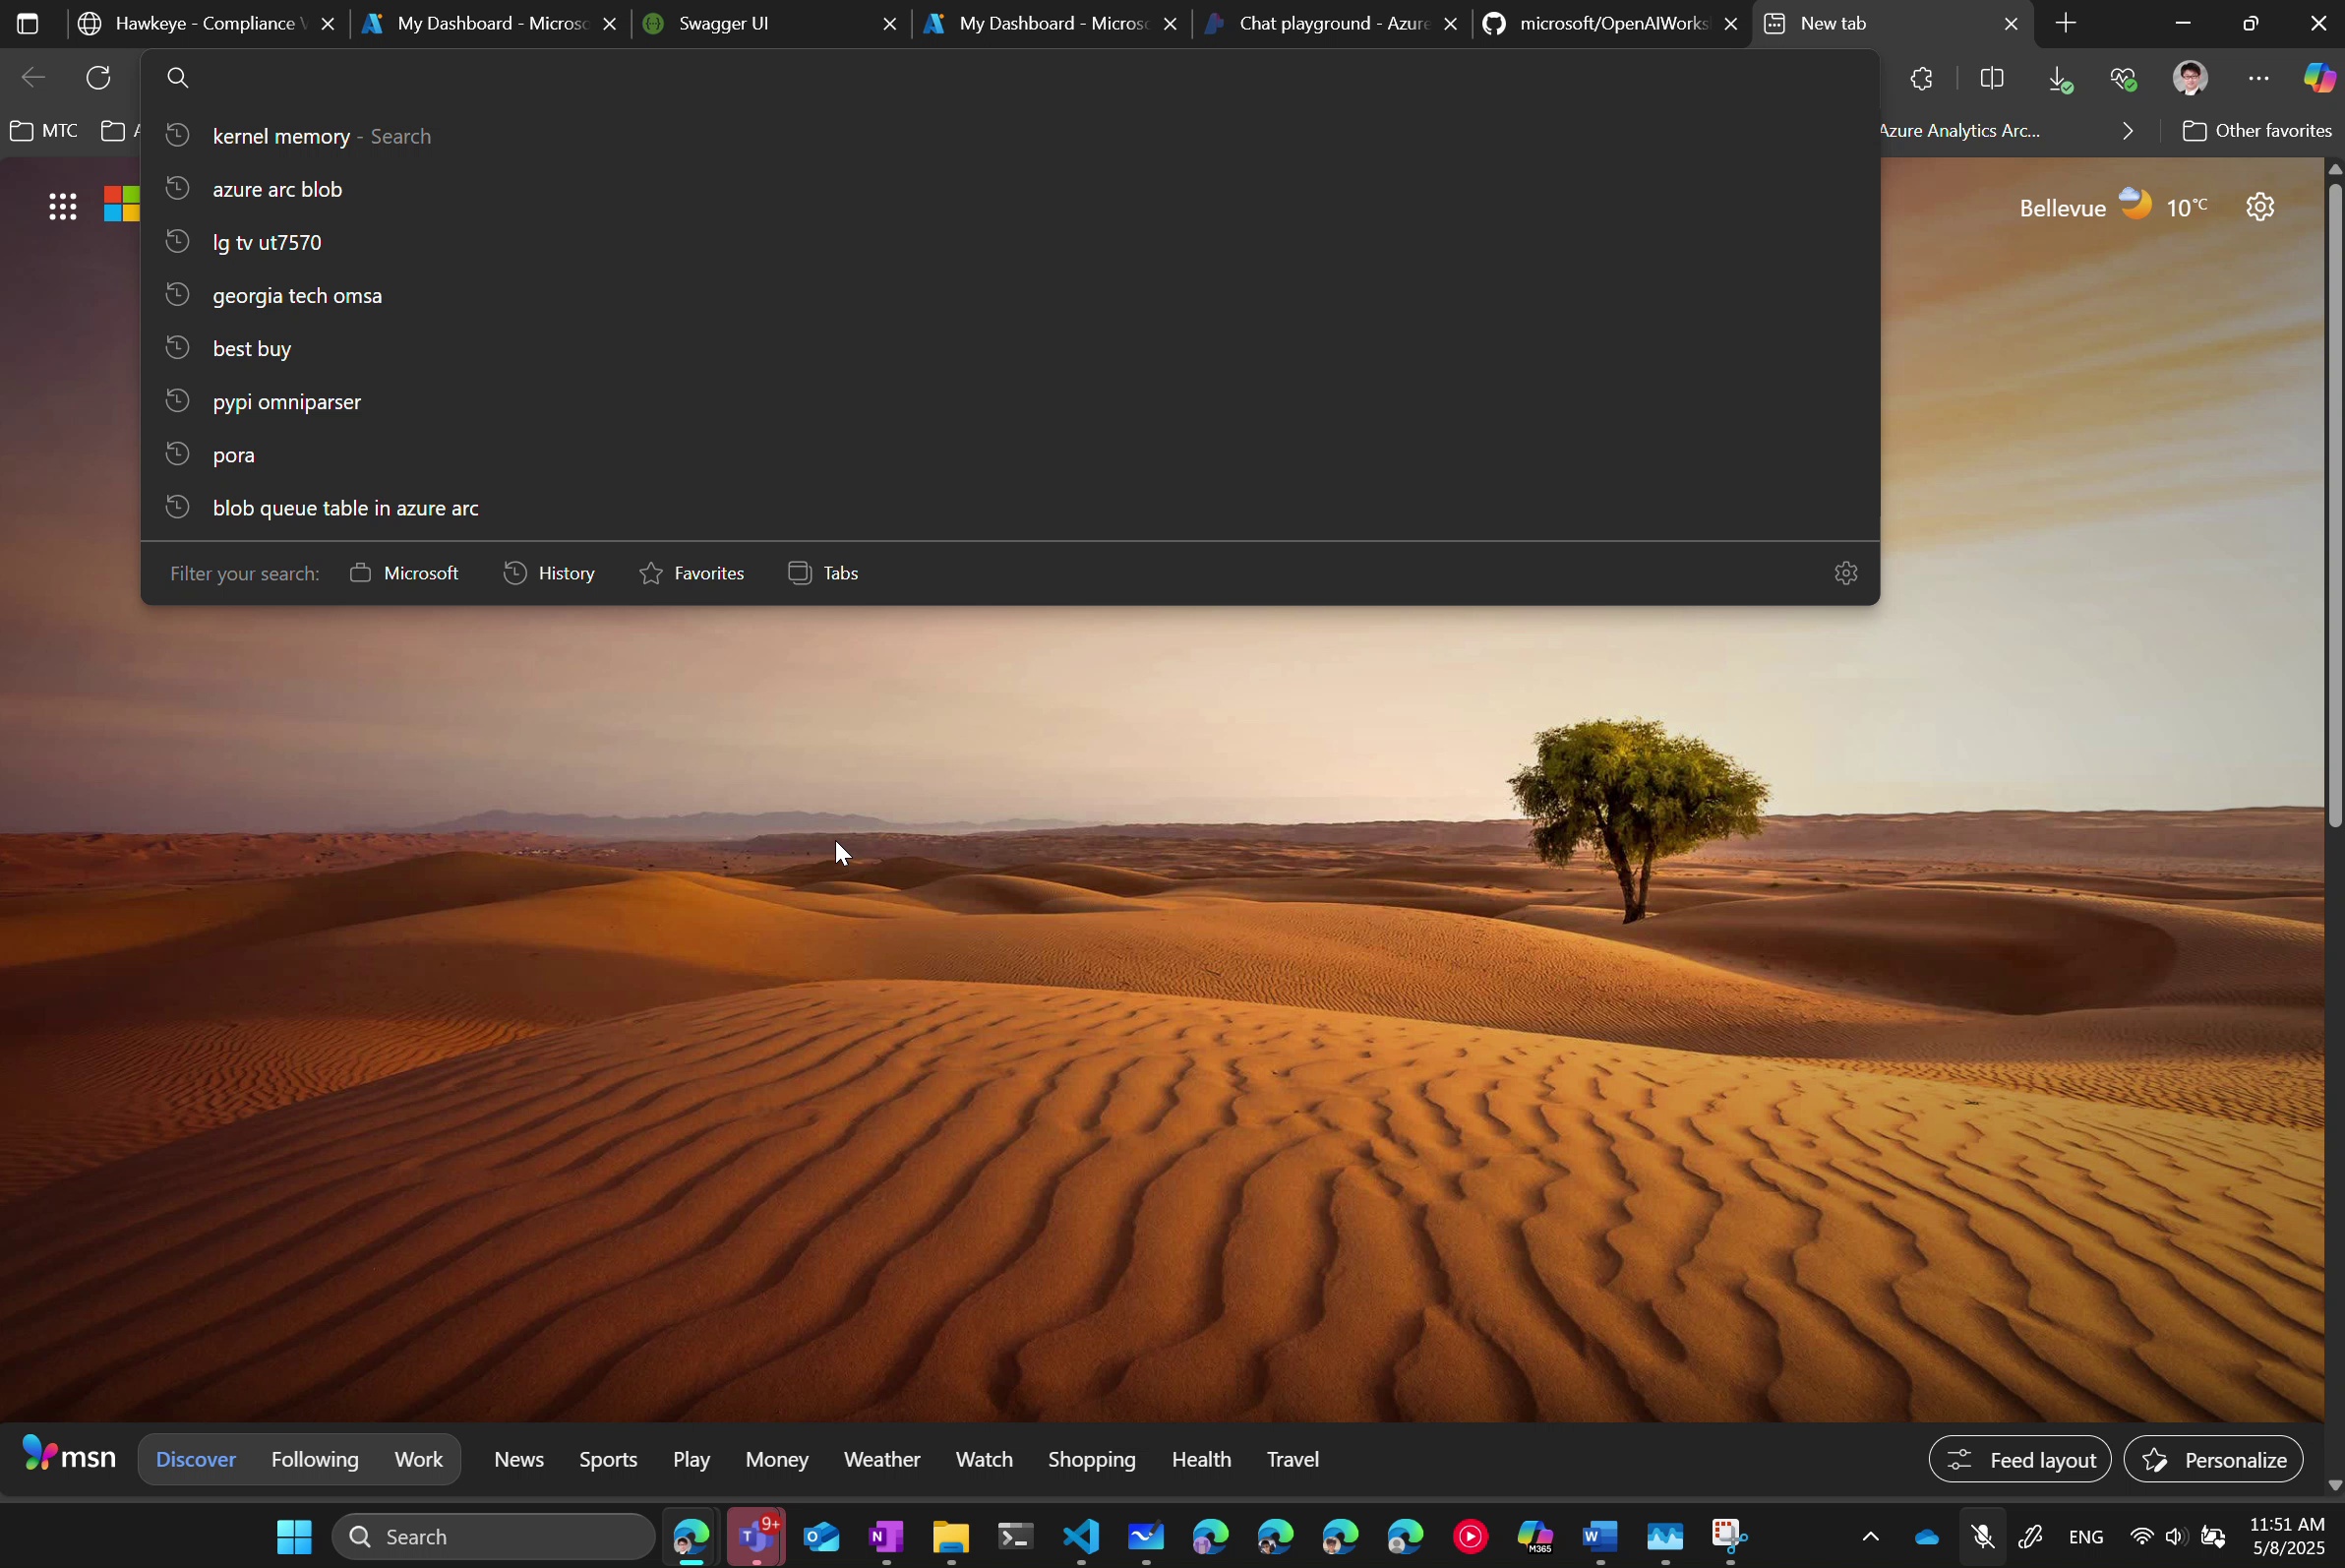 Hawkeye - Compliance V
My Dashboard - Microso
Swagger UI
My Dashboard - Microso
Chat playground - Azure
microsoft/OpenAIWorks
New tab
MTC
A
Azure Analytics Arc...
Other favorites
kernel memory - Search
azure arc blob
lg tv ut7570
georgia tech omsa
best buy
pypi omniparser
pora
blob queue table in azure arc
Filter your search:
Microsoft
History
Favorites
Tabs
Bellevue
10°C
msn
Discover
Following
Work
News
Sports
Play
Money
Weather
Watch
Shopping
Health
Travel
Feed layout
Personalize
Search
T
9+
O
N
M365
W
ENG
11:51 AM
5/8/2025